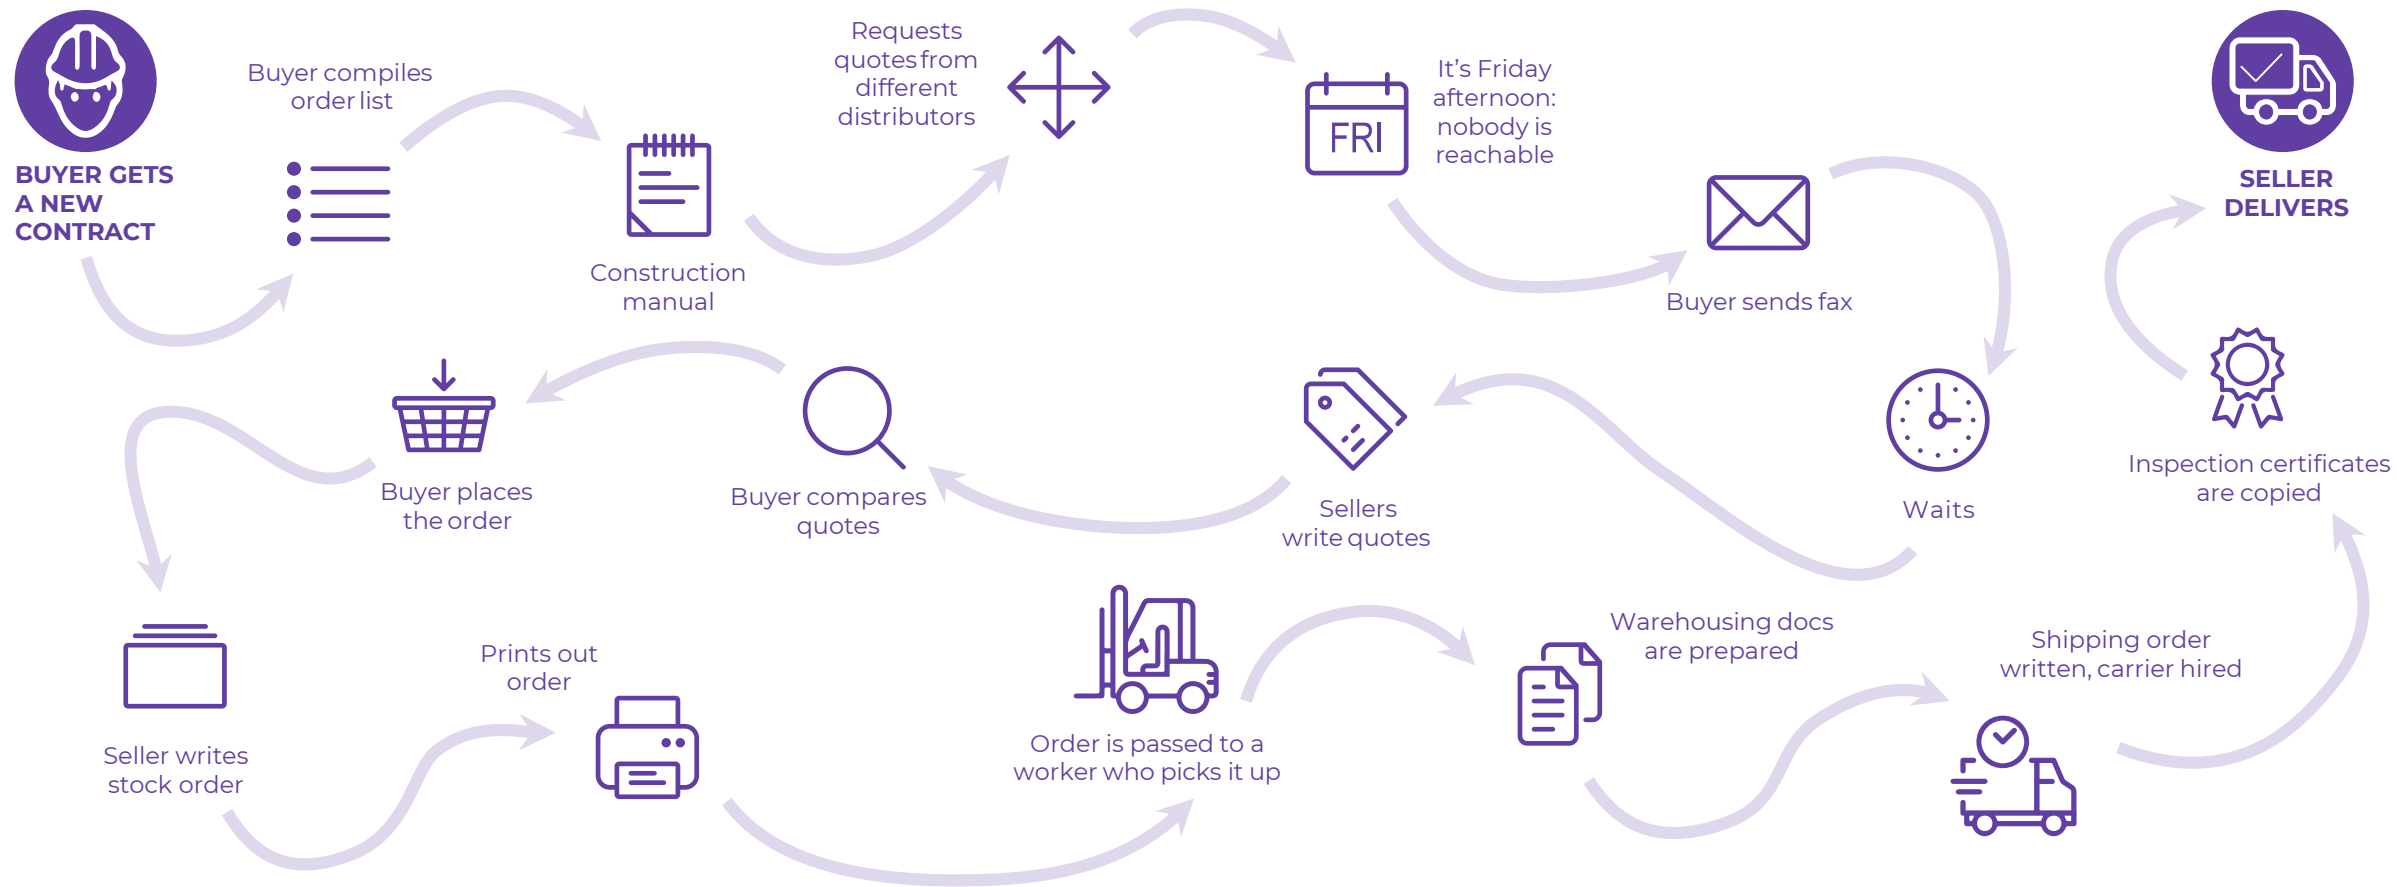 BUYER GETS
A NEW
CONTRACT
Buyer compiles
order list
Construction
manual
Requests
quotes from
different
distributors
FRI
It’s Friday
afternoon:
nobody is
reachable
Buyer sends fax
Waits
Sellers
write quotes
Buyer compares
quotes
Buyer places
the order
Seller writes
stock order
Prints out
order
Order is passed to a
worker who picks it up
Warehousing docs
are prepared
Shipping order
written, carrier hired
Inspection certificates
are copied
SELLER
DELIVERS